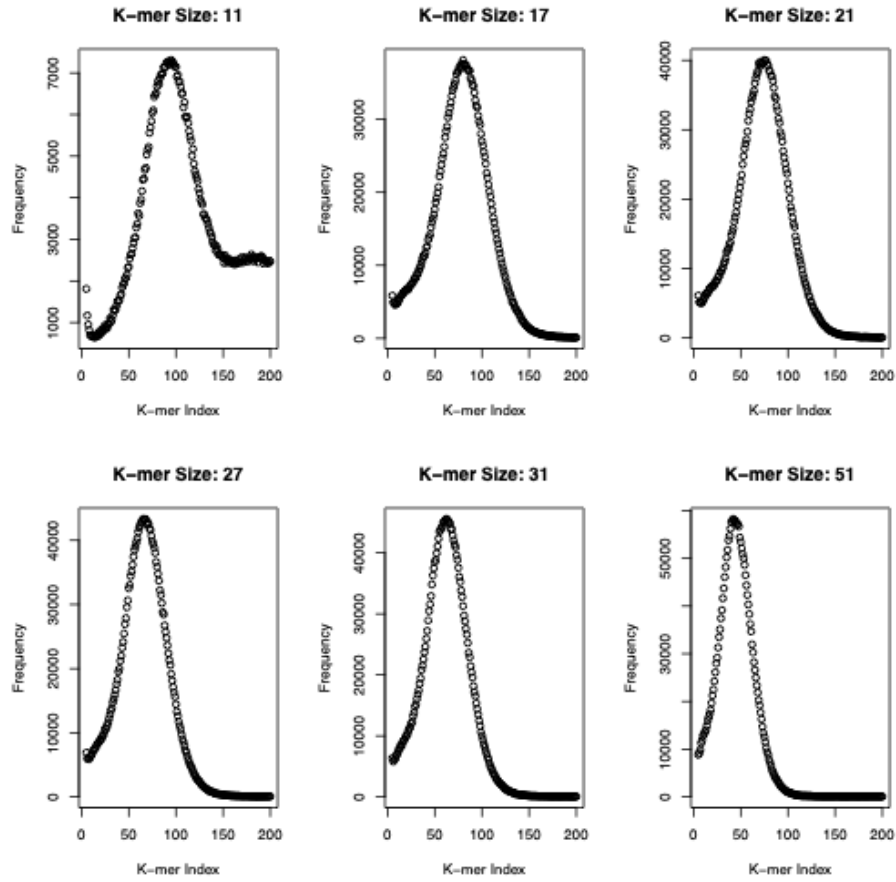 K-mer Size: 11
7000
5000
3000
1000
Frequency
0 50 100 150 200
K-mer Index
K-mer Size: 17
30000
20000
10000
0
Frequency
0 50 100 150 200
K-mer Index
K-mer Size: 21
40000
30000
20000
10000
0
Frequency
0 50 100 150 200
K-mer Index
K-mer Size: 27
40000
30000
20000
10000
0
Frequency
0 50 100 150 200
K-mer Index
K-mer Size: 31
40000
30000
20000
10000
0
Frequency
0 50 100 150 200
K-mer Index
K-mer Size: 51
50000
30000
10000
0
Frequency
0 50 100 150 200
K-mer Index